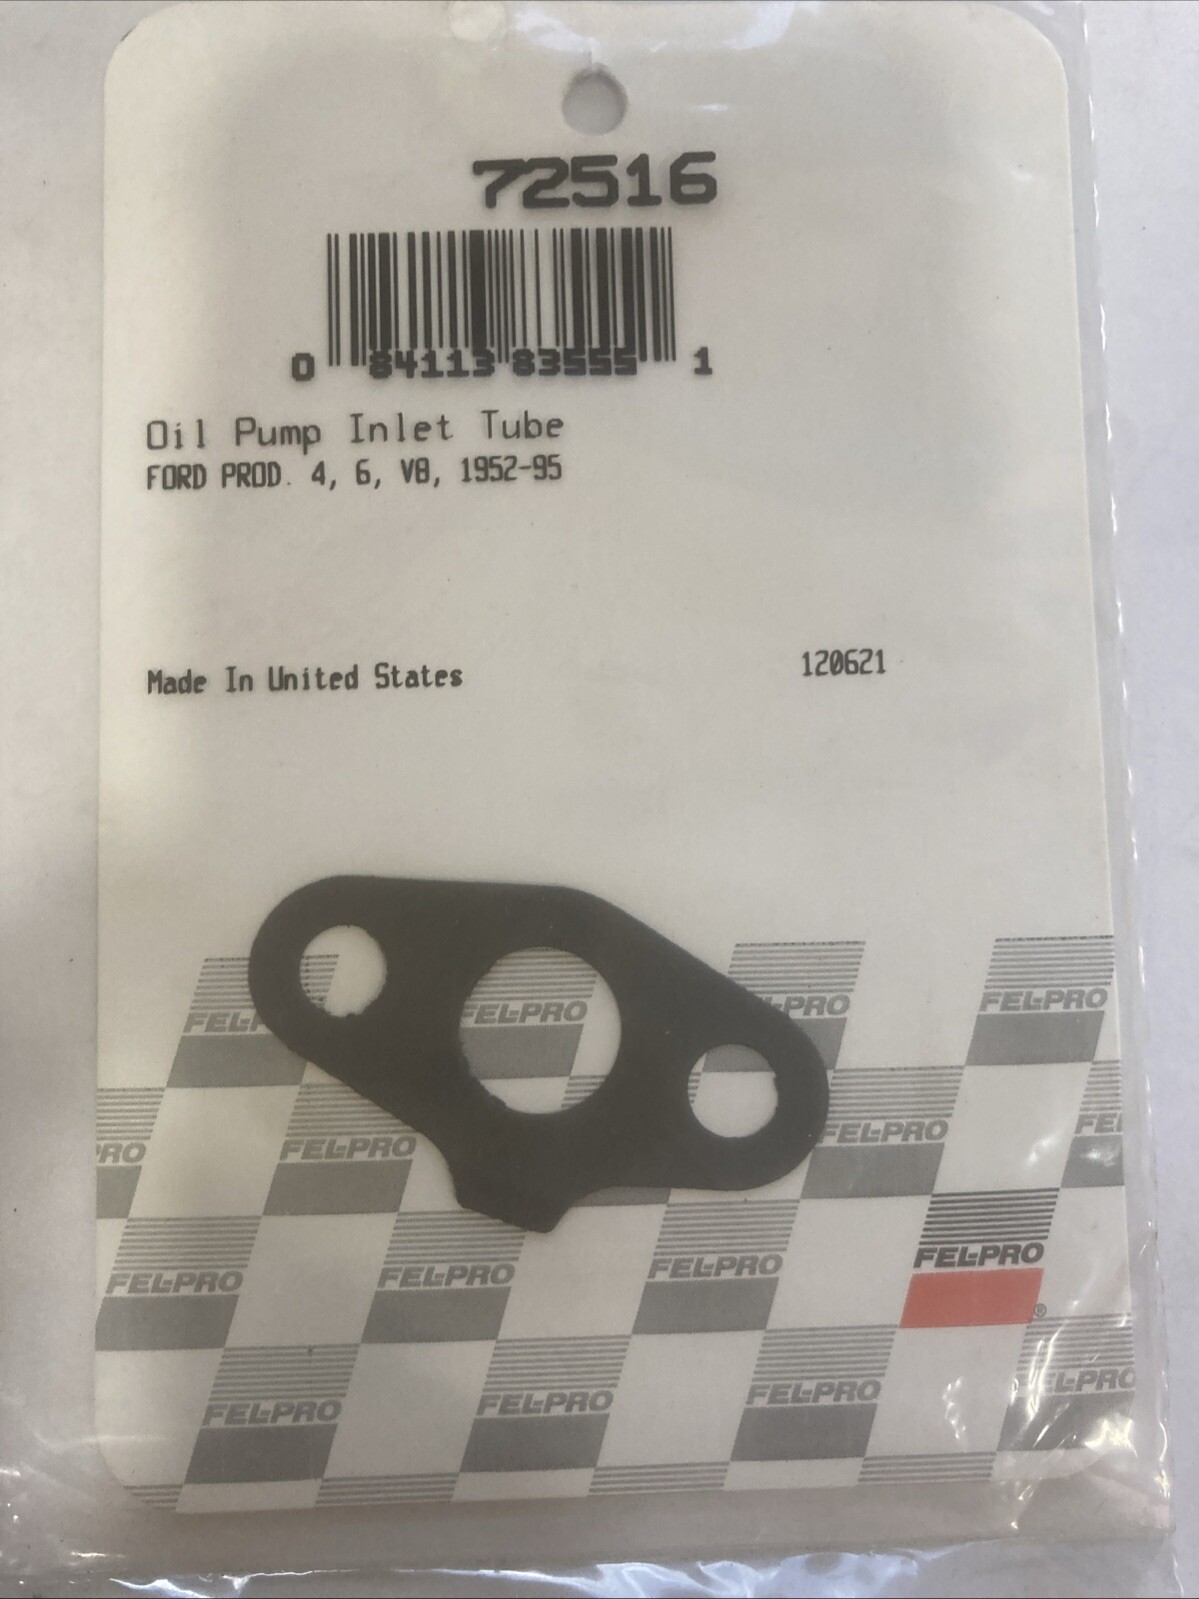 72516
0 84113 83555 1
Oil Pump Inlet Tube
FORD PROD. 4, 6, V8, 1952-95
Made In United States 120621
FEL-PRO FEL-PRO FEL-PRO
FEL-PRO FEL-PRO
FEL-PRO ®
FEL-PRO FEL-PRO FEL-PRO
FEL-PRO FEL-PRO FEL-PRO